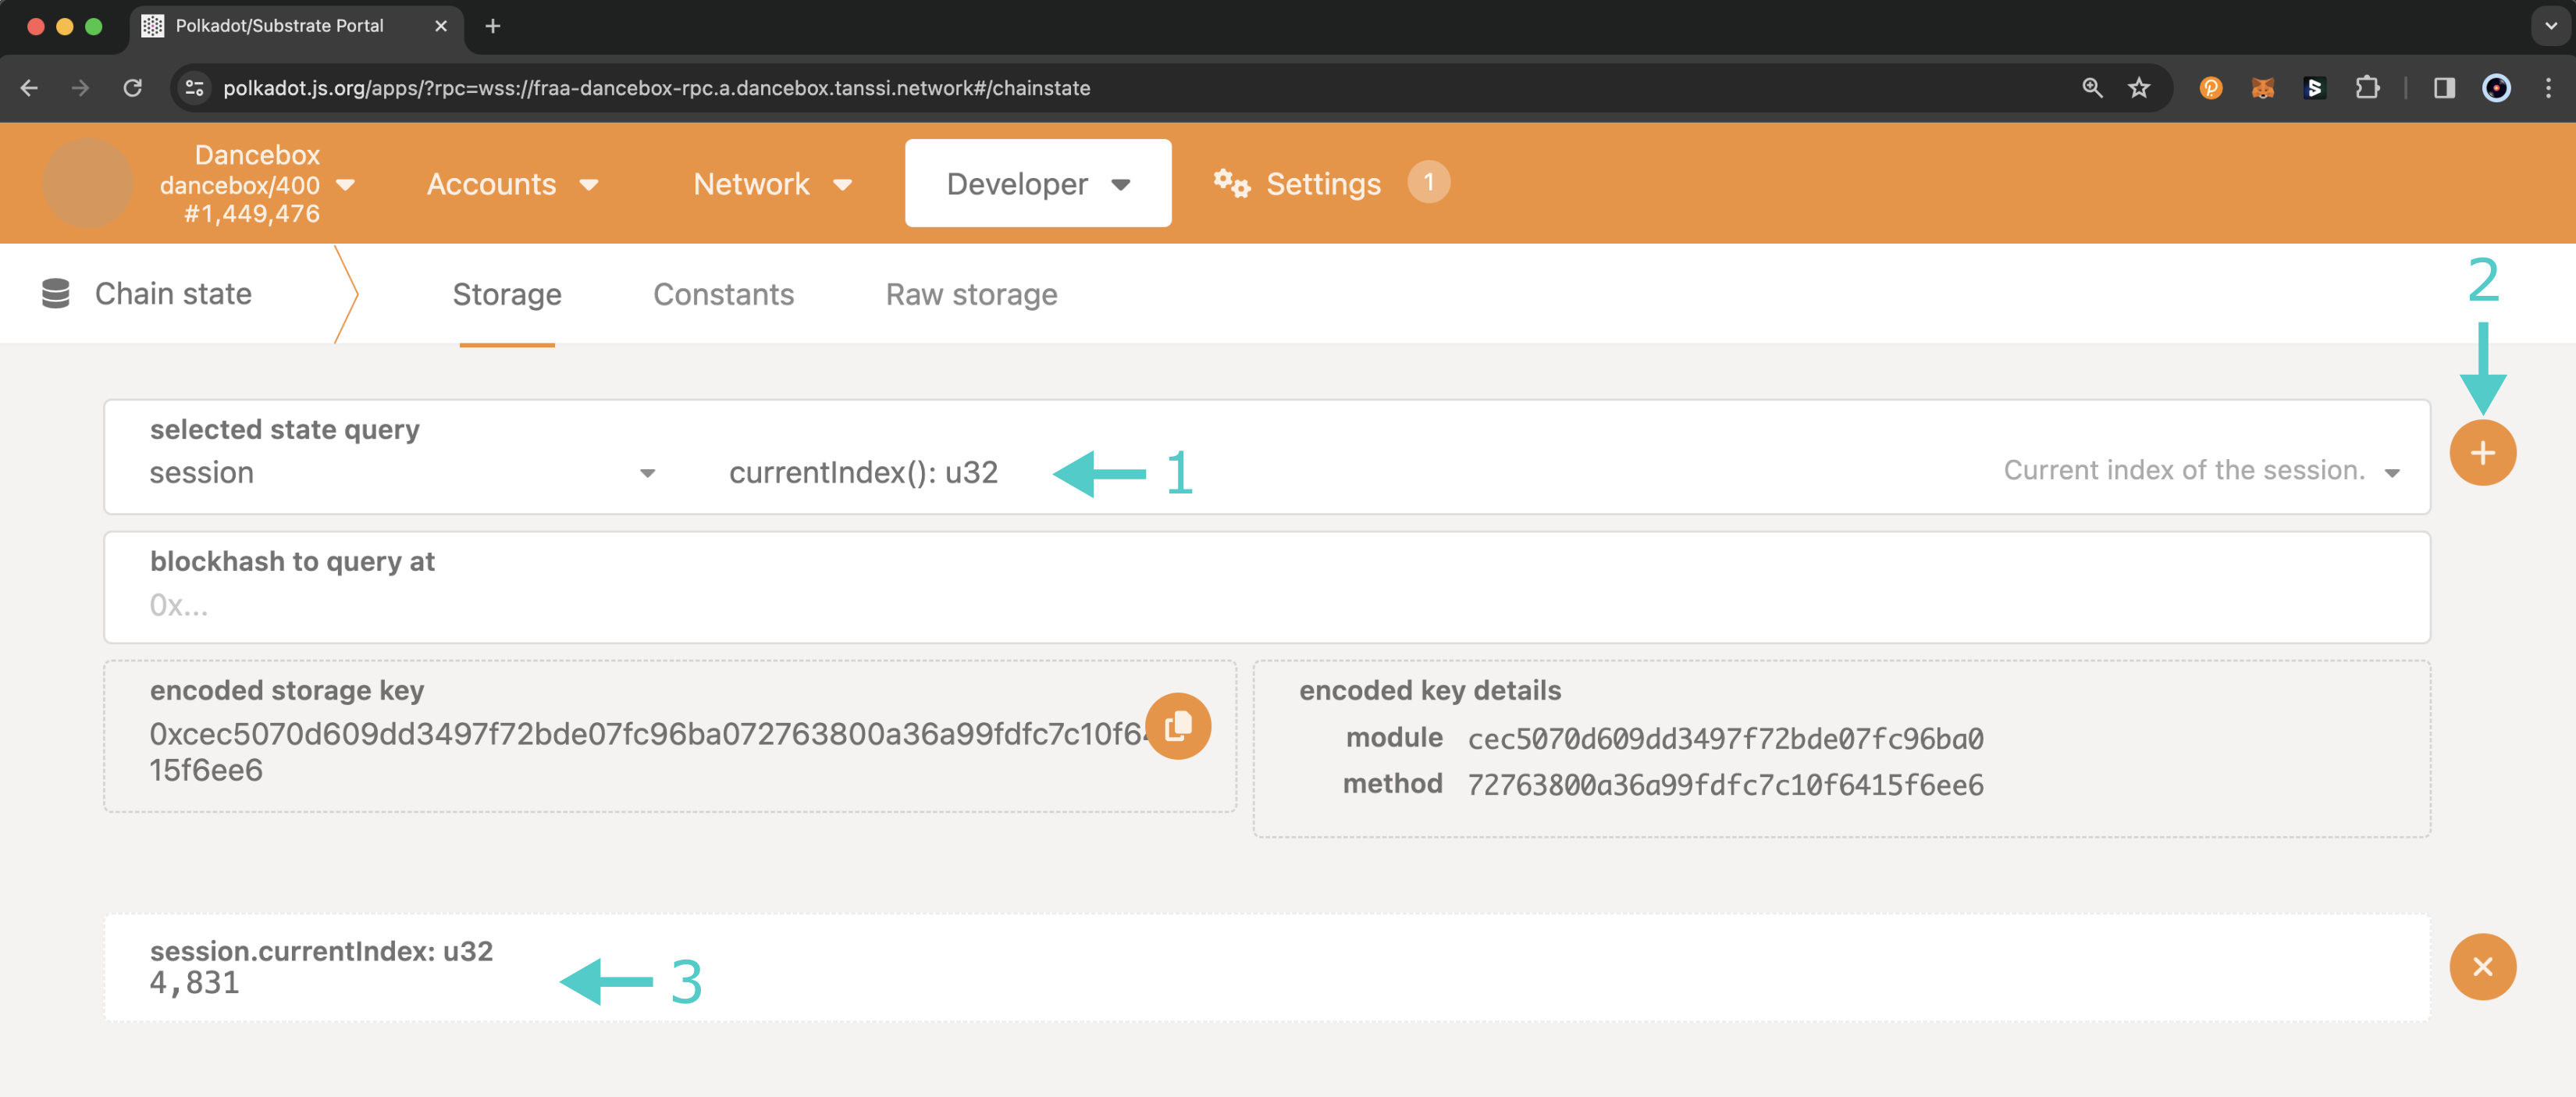 Polkadot/Substrate Portal
polkadot.js.org/apps/?rpc=wss://fraa-dancebox-rpc.a.dancebox.tanssi.network#/chainstate
Dancebox
dancebox/400
#1,449,476
Accounts
Network
Developer
Settings
1
Chain state
Storage
Constants
Raw storage
2
selected state query
session
currentIndex(): u32
1
Current index of the session.
blockhash to query at
0x...
encoded storage key
0xcec5070d609dd3497f72bde07fc96ba072763800a36a99fdfc7c10f64
15f6ee6
encoded key details
module cec5070d609dd3497f72bde07fc96ba0
method 72763800a36a99fdfc7c10f6415f6ee6
session.currentIndex: u32
4,831
3